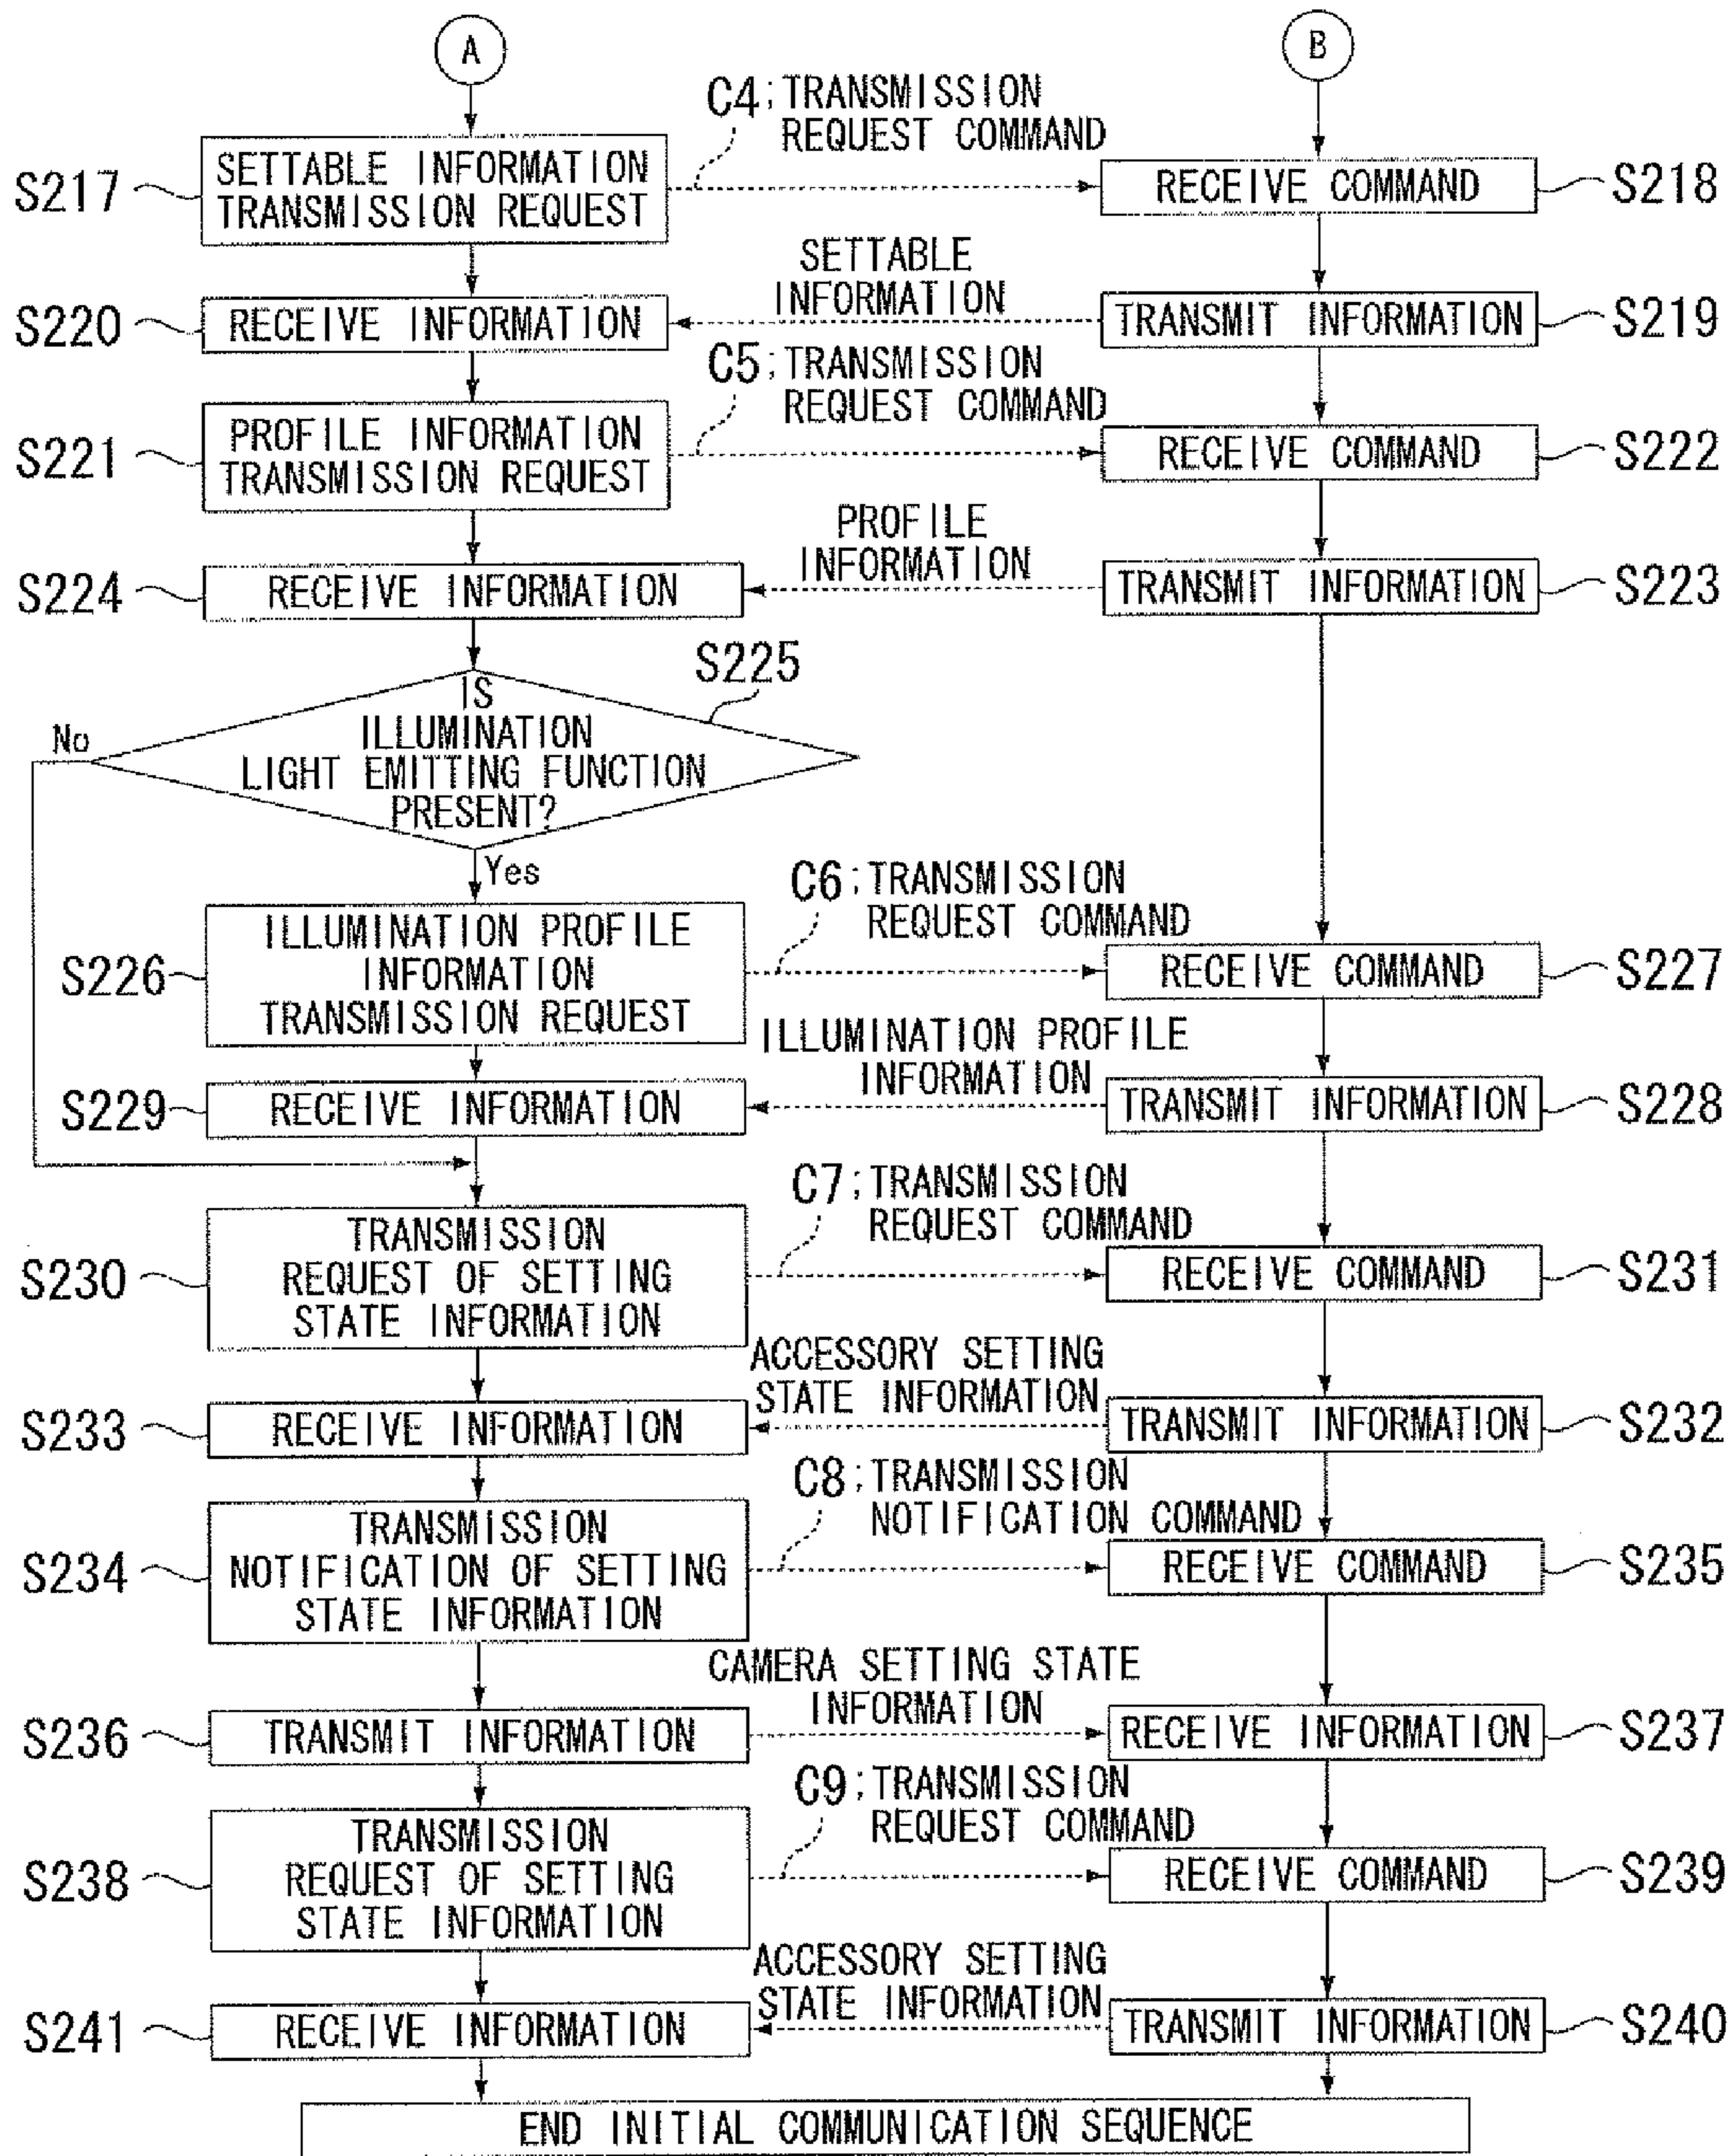 A
B
C4;TRANSMISSION
REQUEST COMMAND
S217
SETTABLE INFORMATION
TRANSMISSION REQUEST
RECEIVE COMMAND
S218
SETTABLE
INFORMATION
S220
RECEIVE INFORMATION
TRANSMIT INFORMATION
S219
C5;TRANSMISSION
REQUEST COMMAND
S221
PROFILE INFORMATION
TRANSMISSION REQUEST
RECEIVE COMMAND
S222
PROFILE
INFORMATION
S224
RECEIVE INFORMATION
TRANSMIT INFORMATION
S223
S225
IS
ILLUMINATION
LIGHT EMITTING FUNCTION
PRESENT?
No
Yes
C6;TRANSMISSION
REQUEST COMMAND
S226
ILLUMINATION PROFILE
INFORMATION
TRANSMISSION REQUEST
RECEIVE COMMAND
S227
ILLUMINATION PROFILE
INFORMATION
S229
RECEIVE INFORMATION
TRANSMIT INFORMATION
S228
C7;TRANSMISSION
REQUEST COMMAND
S230
TRANSMISSION
REQUEST OF SETTING
STATE INFORMATION
RECEIVE COMMAND
S231
ACCESSORY SETTING
STATE INFORMATION
S233
RECEIVE INFORMATION
TRANSMIT INFORMATION
S232
C8;TRANSMISSION
NOTIFICATION COMMAND
S234
TRANSMISSION
NOTIFICATION OF SETTING
STATE INFORMATION
RECEIVE COMMAND
S235
CAMERA SETTING STATE
INFORMATION
S236
TRANSMIT INFORMATION
RECEIVE INFORMATION
S237
C9;TRANSMISSION
REQUEST COMMAND
S238
TRANSMISSION
REQUEST OF SETTING
STATE INFORMATION
RECEIVE COMMAND
S239
ACCESSORY SETTING
STATE INFORMATION
S241
RECEIVE INFORMATION
TRANSMIT INFORMATION
S240
END INITIAL COMMUNICATION SEQUENCE